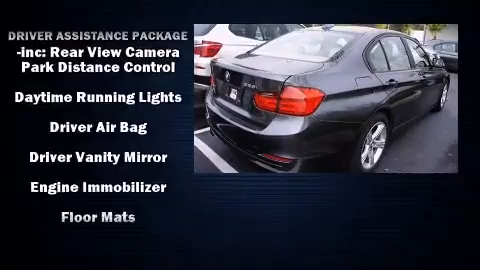 DRIVER ASSISTANCE PACKAGE
-inc: Rear View Camera
Park Distance Control
Daytime Running Lights
Driver Air Bag
Driver Vanity Mirror
Engine Immobilizer
Floor Mats